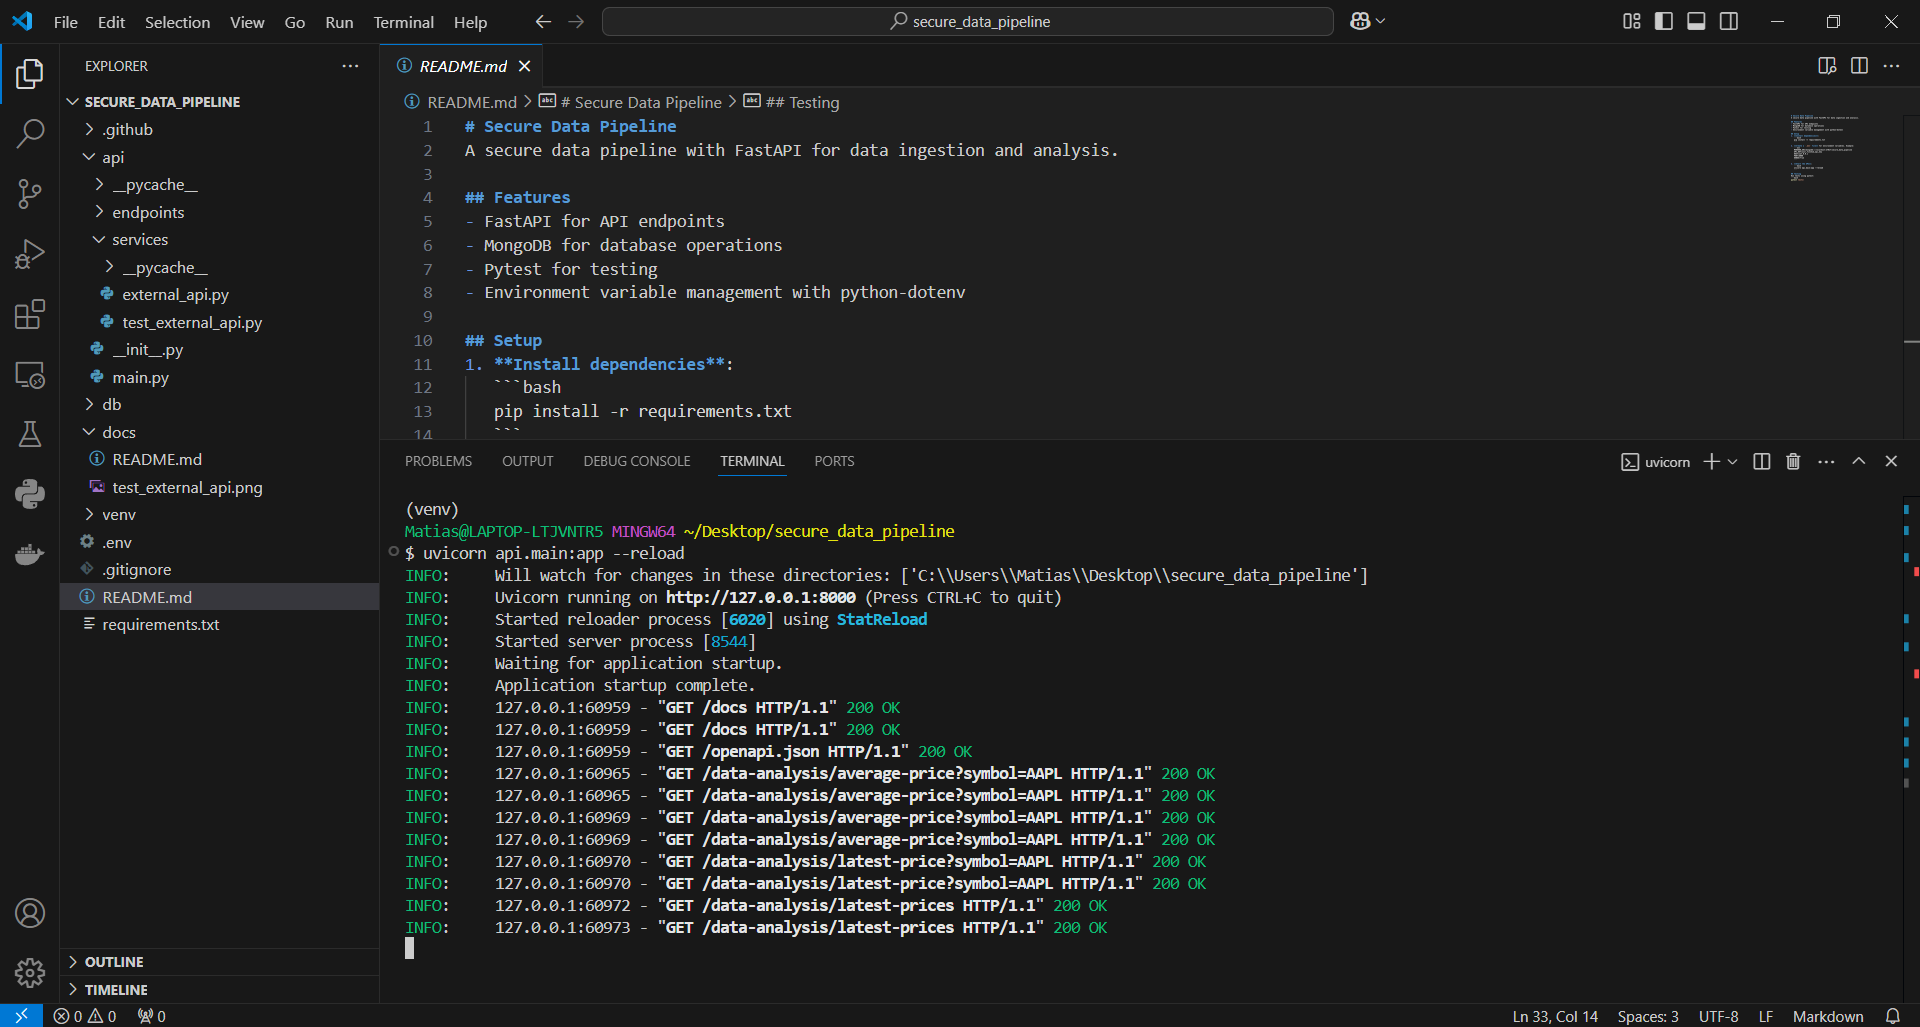 File Edit Selection View Go Run Terminal Help secure_data_pipeline
EXPLORER
SECURE_DATA_PIPELINE
.github
api
__pycache__
endpoints
services
__pycache__
external_api.py
test_external_api.py
__init__.py
main.py
db
docs
README.md
test_external_api.png
venv
.env
.gitignore
README.md
requirements.txt
OUTLINE
TIMELINE
README.md
README.md > # Secure Data Pipeline > ## Testing
1 # Secure Data Pipeline
2 A secure data pipeline with FastAPI for data ingestion and analysis.
3
4 ## Features
5 - FastAPI for API endpoints
6 - MongoDB for database operations
7 - Pytest for testing
8 - Environment variable management with python-dotenv
9
10 ## Setup
11 1. **Install dependencies**:
12 ```bash
13 pip install -r requirements.txt
14 ```
PROBLEMS OUTPUT DEBUG CONSOLE TERMINAL PORTS uvicorn
(venv)
Matias@LAPTOP-LTJVNTR5 MINGW64 ~/Desktop/secure_data_pipeline
$ uvicorn api.main:app --reload
INFO: Will watch for changes in these directories: ['C:\\Users\\Matias\\Desktop\\secure_data_pipeline']
INFO: Uvicorn running on http://127.0.0.1:8000 (Press CTRL+C to quit)
INFO: Started reloader process [6020] using StatReload
INFO: Started server process [8544]
INFO: Waiting for application startup.
INFO: Application startup complete.
INFO: 127.0.0.1:60959 - "GET /docs HTTP/1.1" 200 OK
INFO: 127.0.0.1:60959 - "GET /docs HTTP/1.1" 200 OK
INFO: 127.0.0.1:60959 - "GET /openapi.json HTTP/1.1" 200 OK
INFO: 127.0.0.1:60965 - "GET /data-analysis/average-price?symbol=AAPL HTTP/1.1" 200 OK
INFO: 127.0.0.1:60965 - "GET /data-analysis/average-price?symbol=AAPL HTTP/1.1" 200 OK
INFO: 127.0.0.1:60969 - "GET /data-analysis/average-price?symbol=AAPL HTTP/1.1" 200 OK
INFO: 127.0.0.1:60969 - "GET /data-analysis/average-price?symbol=AAPL HTTP/1.1" 200 OK
INFO: 127.0.0.1:60970 - "GET /data-analysis/latest-price?symbol=AAPL HTTP/1.1" 200 OK
INFO: 127.0.0.1:60970 - "GET /data-analysis/latest-price?symbol=AAPL HTTP/1.1" 200 OK
INFO: 127.0.0.1:60972 - "GET /data-analysis/latest-prices HTTP/1.1" 200 OK
INFO: 127.0.0.1:60973 - "GET /data-analysis/latest-prices HTTP/1.1" 200 OK
0 0 0 Ln 33, Col 14 Spaces: 3 UTF-8 LF Markdown